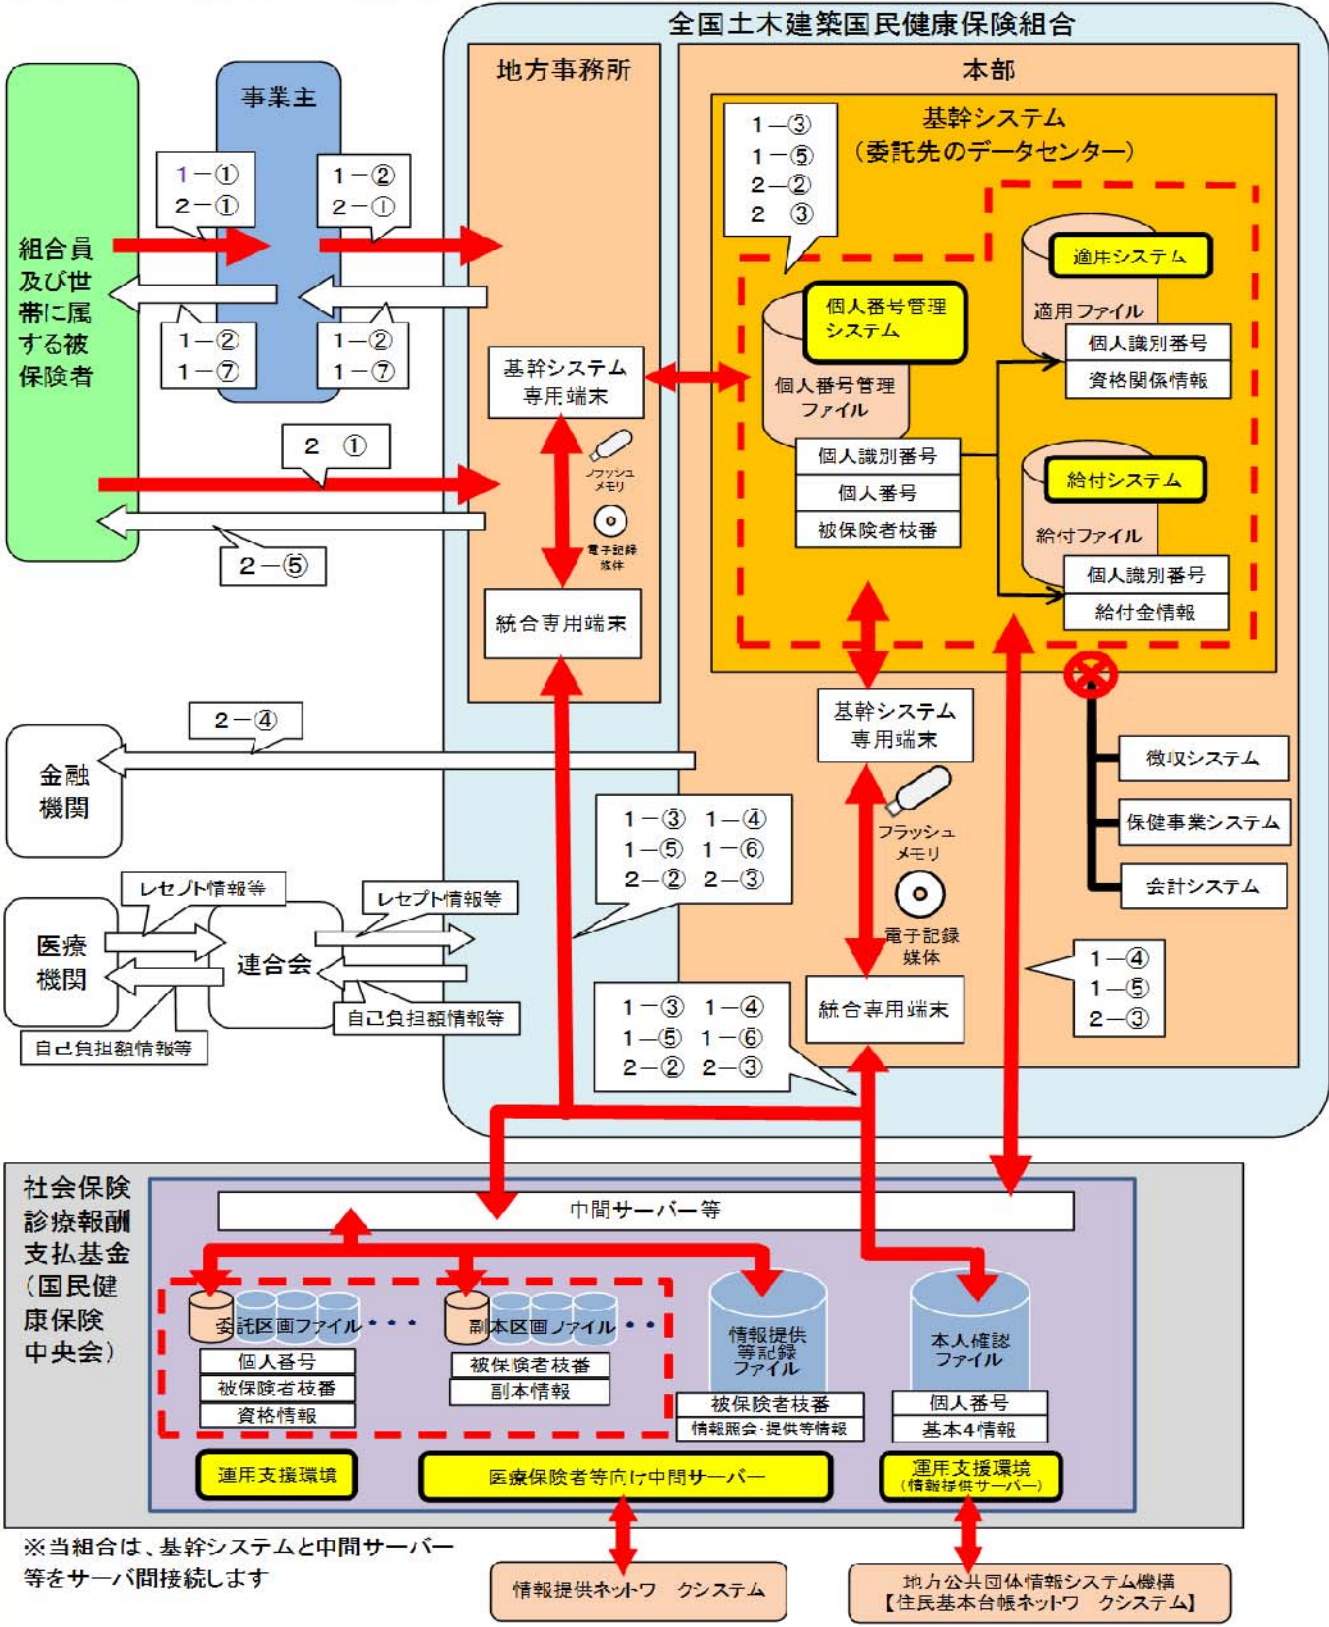 全国土木建築国民健康保険組合
地方事務所
本部
事業主
基幹システム
(委託先のデータセンター)
1－③
1－⑤
2－②
2　③
1－①
2－①
1－②
2－①
組合員
及び世
帯に属
する被
保険者
1－②
1－⑦
1－②
1－⑦
適用システム
適用ファイル
個人識別番号
資格関係情報
個人番号管理
システム
個人番号管理
ファイル
個人識別番号
個人番号
被保険者枝番
基幹システム
専用端末
フラッシュ
メモリ
電子記録
媒体
統合専用端末
2　①
2－⑤
給付システム
給付ファイル
個人識別番号
給付金情報
2－④
金融
機関
基幹システム
専用端末
フラッシュ
メモリ
電子記録
媒体
統合専用端末
徴収システム
保健事業システム
会計システム
1－③ 1－④
1－⑤ 1－⑥
2－② 2－③
レセプト情報等
レセプト情報等
医療
機関
連合会
自己負担額情報等
自己負担額情報等
1－③ 1－④
1－⑤ 1－⑥
2－② 2－③
1－④
1－⑤
2－③
社会保険
診療報酬
支払基金
(国民健
康保険
中央会)
中間サーバー等
委託区画ファイル・・・
個人番号
被保険者枝番
資格情報
副本区画ファイル・・
被保険者枝番
副本情報
情報提供
等記録
ファイル
被保険者枝番
情報照会・提供等情報
本人確認
ファイル
個人番号
基本4情報
運用支援環境
医療保険者等向け中間サーバー
運用支援環境
(情報提供サーバー)
※当組合は、基幹システムと中間サーバー
等をサーバ間接続します
情報提供ネットワークシステム
地方公共団体情報システム機構
【住民基本台帳ネットワークシステム】